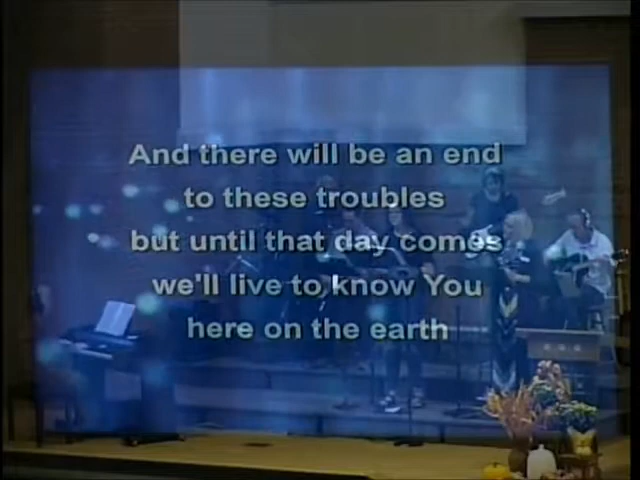 And there will be an end
to these troubles
but until that day comes
we'll live to know You
here on the earth